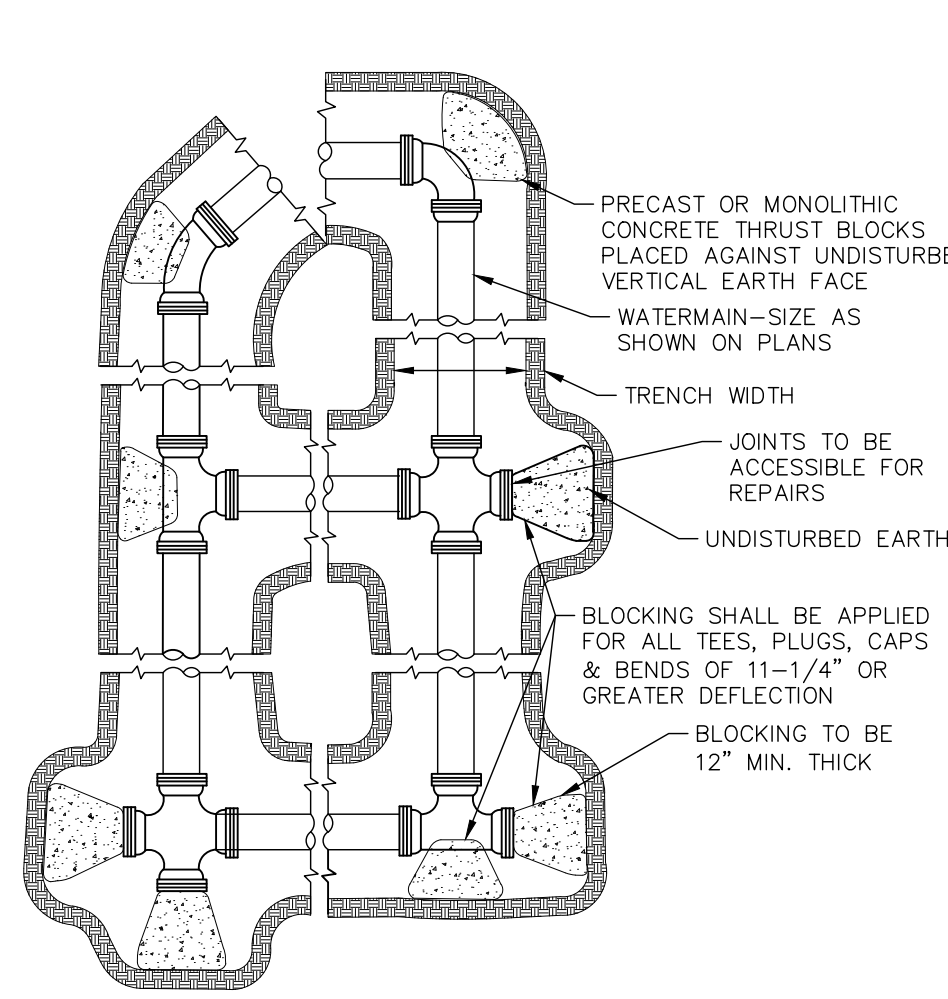 PRECAST OR MONOLITHIC
CONCRETE THRUST BLOCKS
PLACED AGAINST UNDISTURBE
VERTICAL EARTH FACE
WATERMAIN-SIZE AS
SHOWN ON PLANS
TRENCH WIDTH
JOINTS TO BE
ACCESSIBLE FOR
REPAIRS
UNDISTURBED EARTH
BLOCKING SHALL BE APPLIED
FOR ALL TEES, PLUGS, CAPS
& BENDS OF 11-1/4" OR
GREATER DEFLECTION
BLOCKING TO BE
12" MIN. THICK